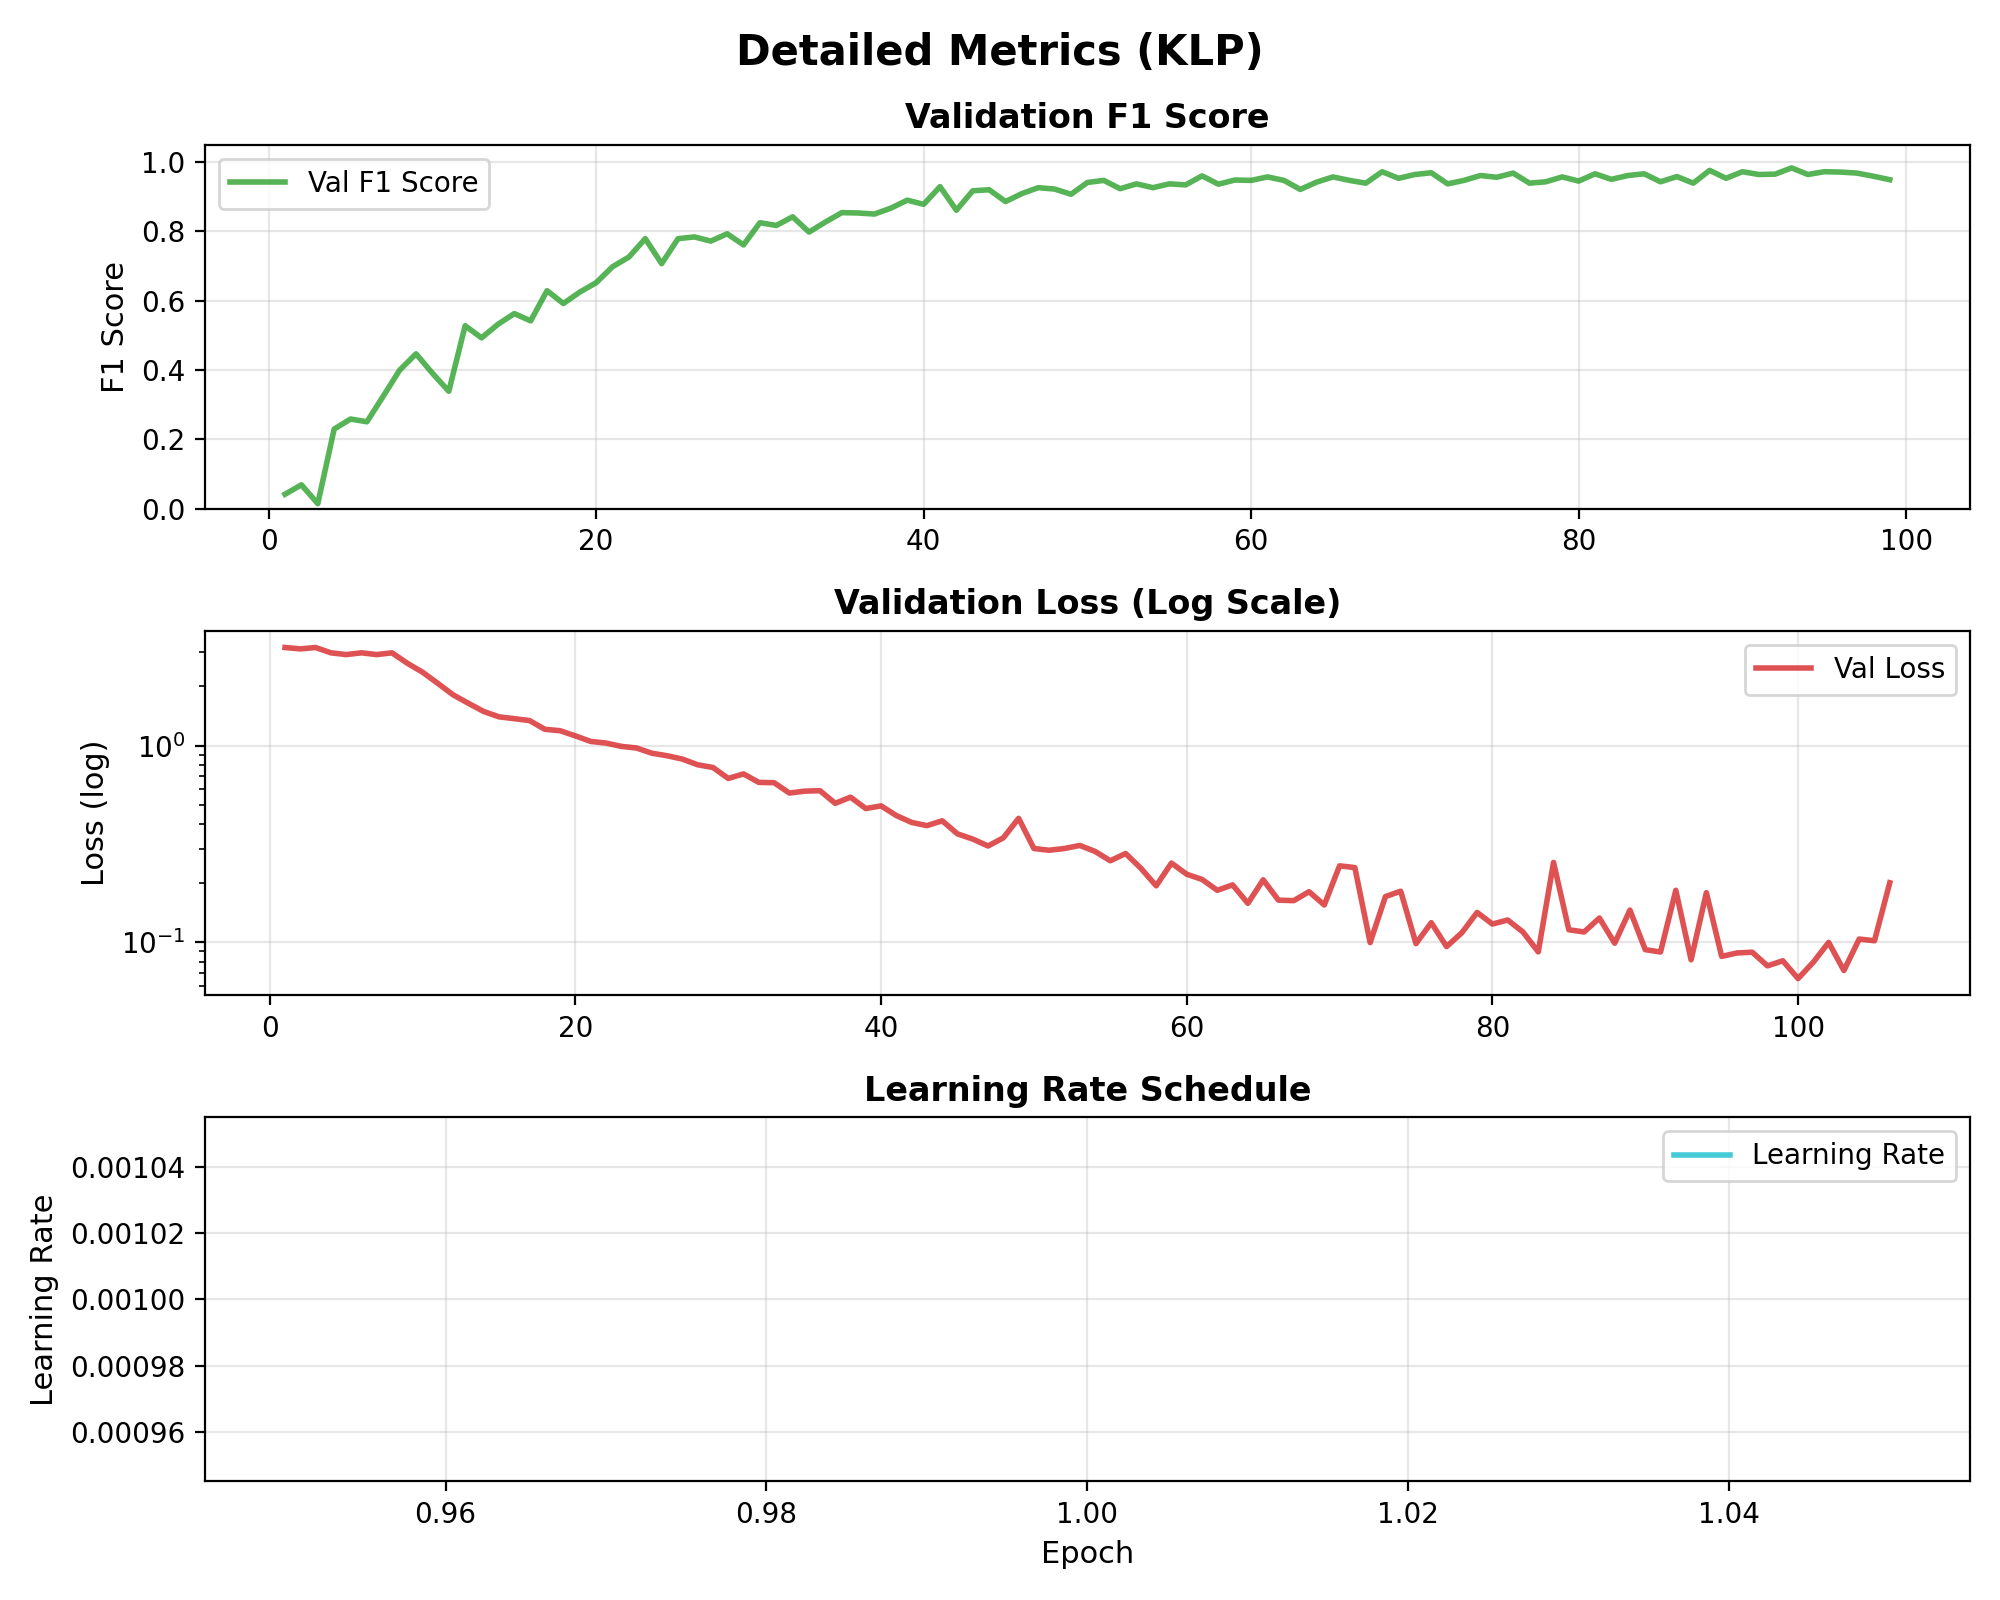 Detailed Metrics (KLP)
Validation F1 Score
Val F1 Score
F1 Score
1.0
0.8
0.6
0.4
0.2
0.0
0 20 40 60 80 100
Validation Loss (Log Scale)
Val Loss
Loss (log)
10⁰
10⁻¹
0 20 40 60 80 100
Learning Rate Schedule
Learning Rate
Learning Rate
0.00104
0.00102
0.00100
0.00098
0.00096
0.96 0.98 1.00 1.02 1.04
Epoch